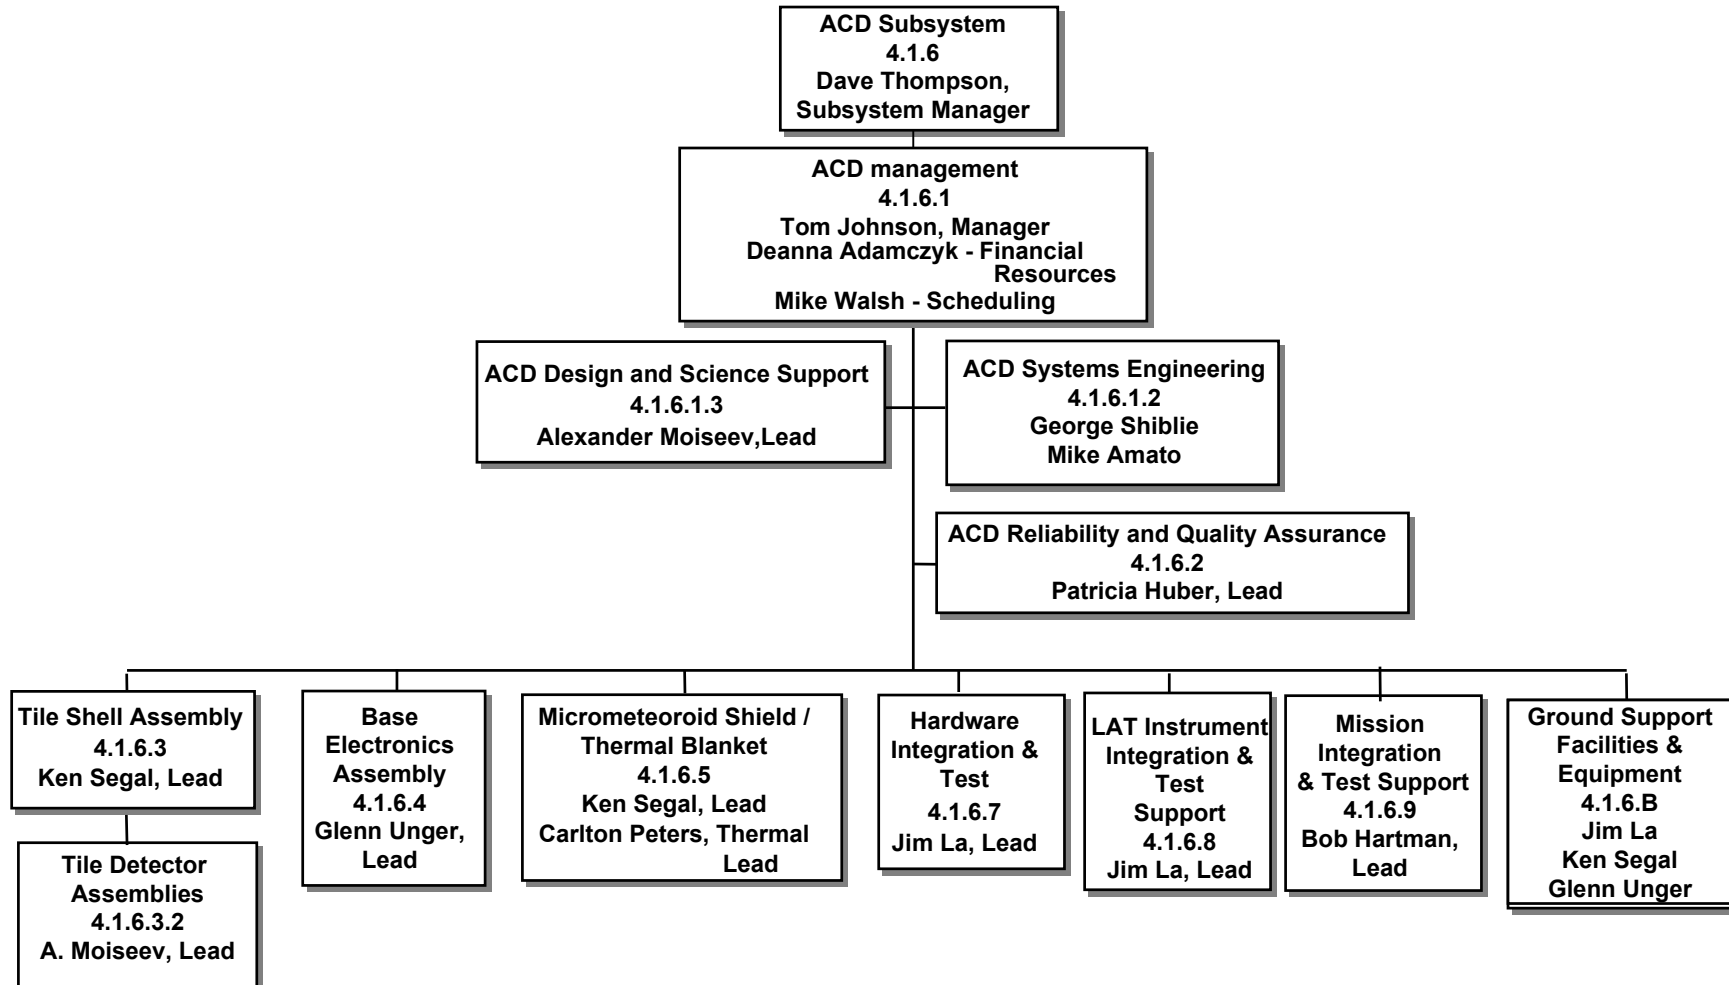 ACD Subsystem
4.1.6
Dave Thompson,
Subsystem Manager
ACD management
4.1.6.1
Tom Johnson, Manager
Deanna Adamczyk - Financial
Resources
Mike Walsh - Scheduling
ACD Design and Science Support
4.1.6.1.3
Alexander Moiseev,Lead
ACD Systems Engineering
4.1.6.1.2
George Shiblie
Mike Amato
ACD Reliability and Quality Assurance
4.1.6.2
Patricia Huber, Lead
Tile Shell Assembly
4.1.6.3
Ken Segal, Lead
Tile Detector
Assemblies
4.1.6.3.2
A. Moiseev, Lead
Base
Electronics
Assembly
4.1.6.4
Glenn Unger,
Lead
Micrometeoroid Shield /
Thermal Blanket
4.1.6.5
Ken Segal, Lead
Carlton Peters, Thermal
Lead
Hardware
Integration &
Test
4.1.6.7
Jim La, Lead
LAT Instrument
Integration &
Test
Support
4.1.6.8
Jim La, Lead
Mission
Integration
& Test Support
4.1.6.9
Bob Hartman,
Lead
Ground Support
Facilities &
Equipment
4.1.6.B
Jim La
Ken Segal
Glenn Unger